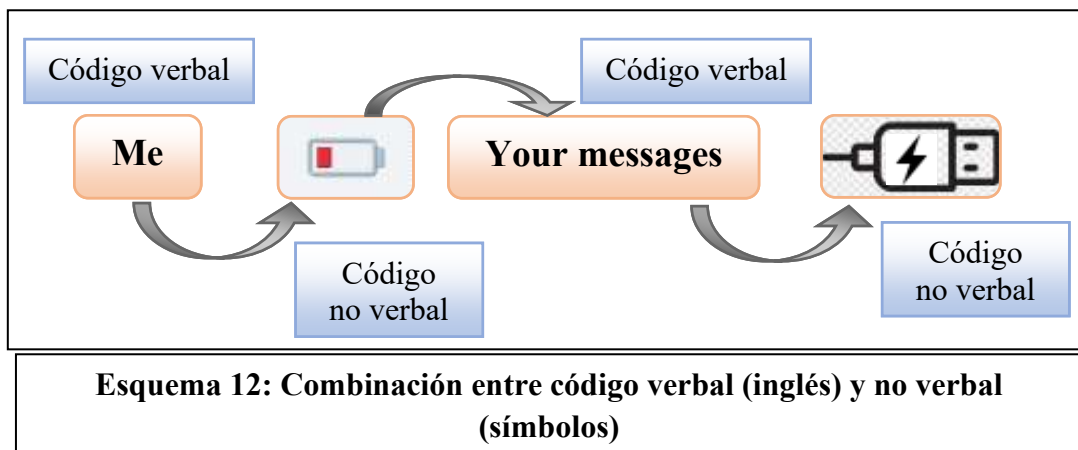 Código verbal
Código verbal
Me
Your messages
Código
no verbal
Código
no verbal
Esquema 12: Combinación entre código verbal (inglés) y no verbal
(símbolos)